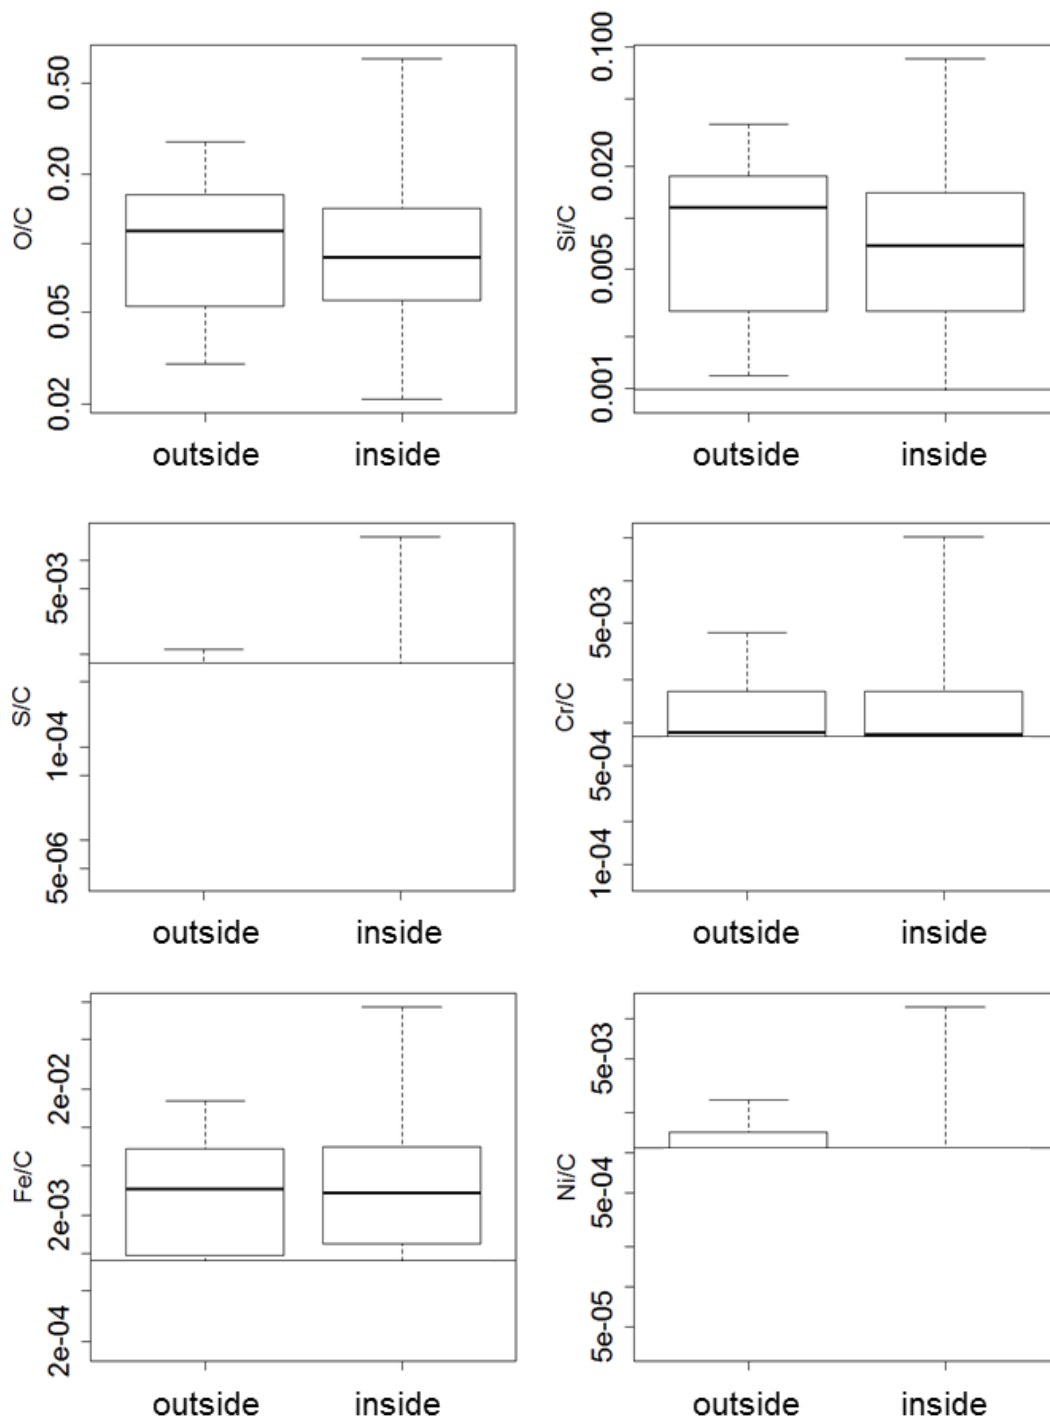 O/C
0.50
0.20
0.05
0.02
outside inside
Si/C
0.100
0.020
0.005
0.001
outside inside
S/C
5e-03
1e-04
5e-06
outside inside
Cr/C
5e-03
5e-04
1e-04
outside inside
Fe/C
2e-02
2e-03
2e-04
outside inside
Ni/C
5e-03
5e-04
5e-05
outside inside